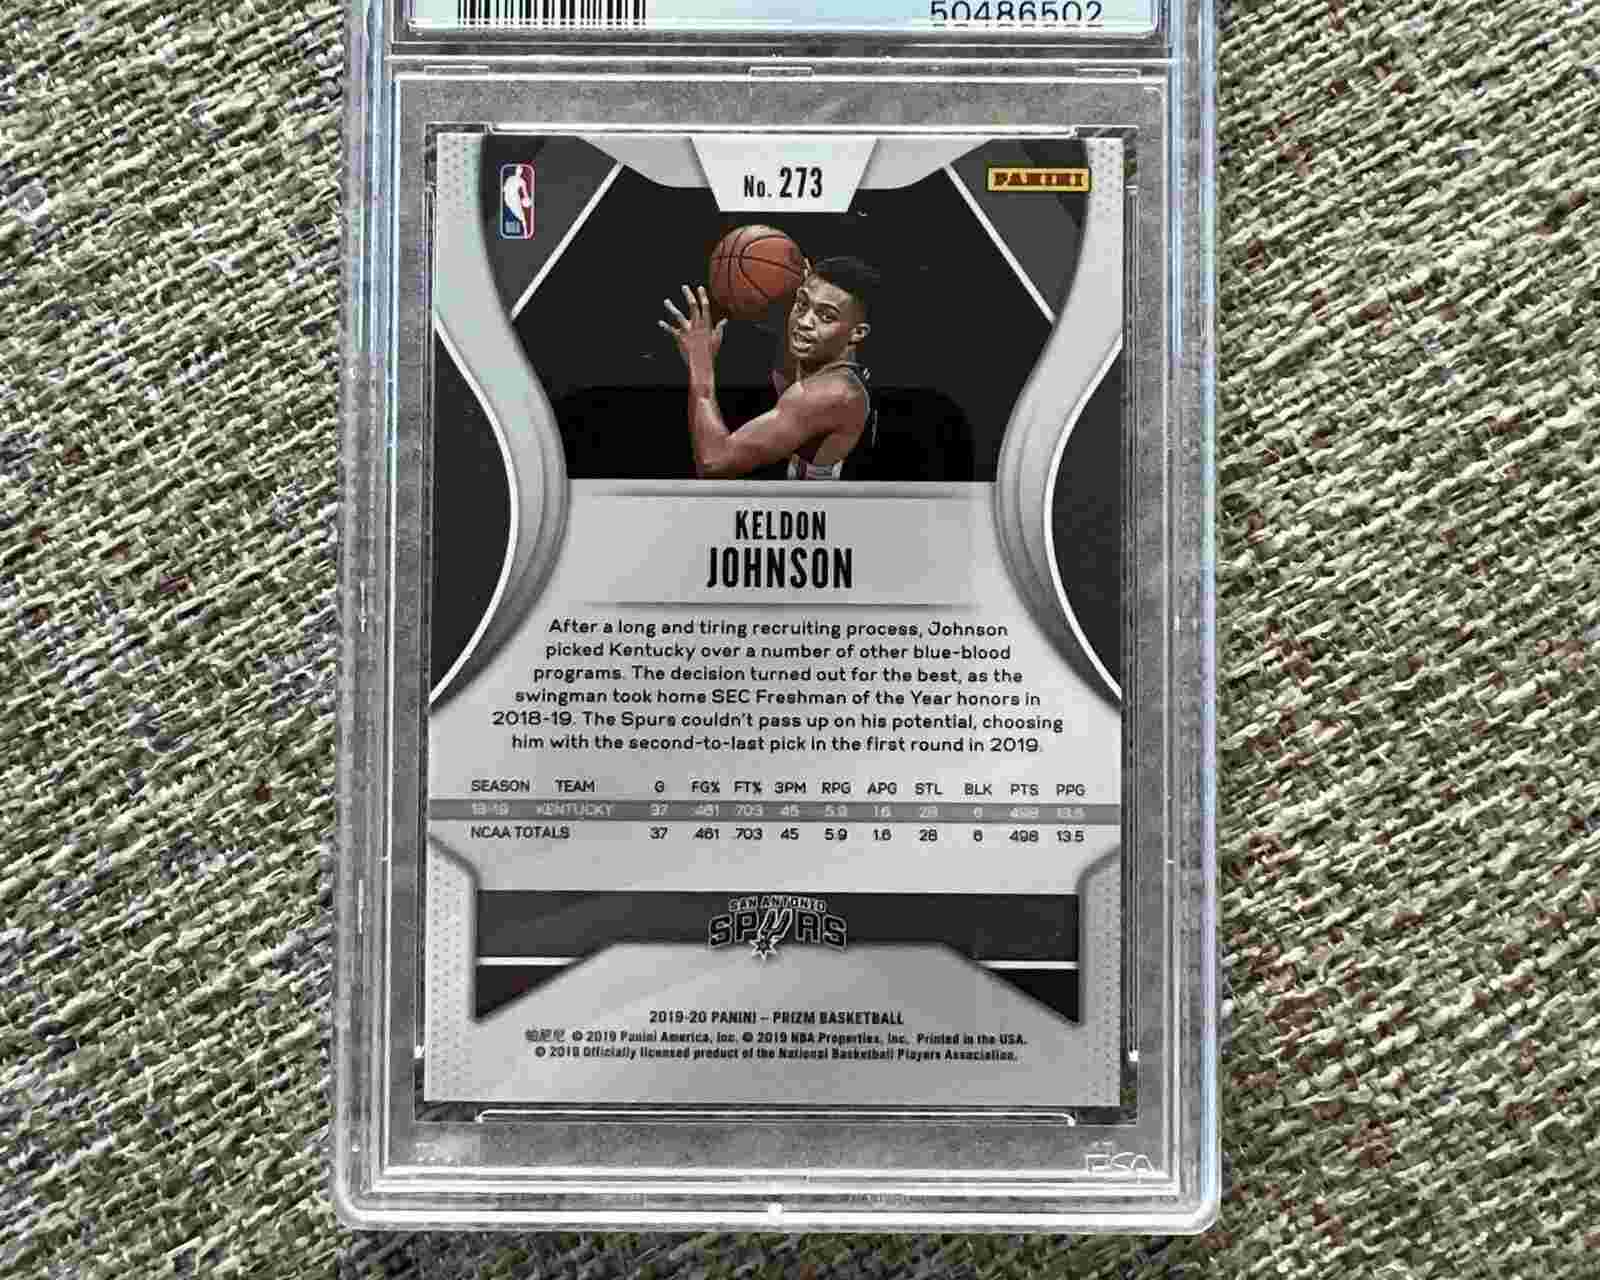 50486502
No. 273
PANINI
NBA
KELDON
JOHNSON
After a long and tiring recruiting process, Johnson
picked Kentucky over a number of other blue-blood
programs. The decision turned out for the best, as the
swingman took home SEC Freshman of the Year honors in
2018-19. The Spurs couldn't pass up on his potential, choosing
him with the second-to-last pick in the first round in 2019.
SEASON TEAM G FG% FT% 3PM RPG APG STL BLK PTS PPG
18-19 KENTUCKY 37 .461 .703 45 5.9 1.6 28 6 498 13.5
NCAA TOTALS 37 .461 .703 45 5.9 1.6 28 6 498 13.5
SAN ANTONIO
SPURS
2019-20 PANINI – PRIZM BASKETBALL
帕尼尼 © 2019 Panini America, Inc. © 2019 NBA Properties, Inc. Printed in the USA.
© 2019 Officially licensed product of the National Basketball Players Association.